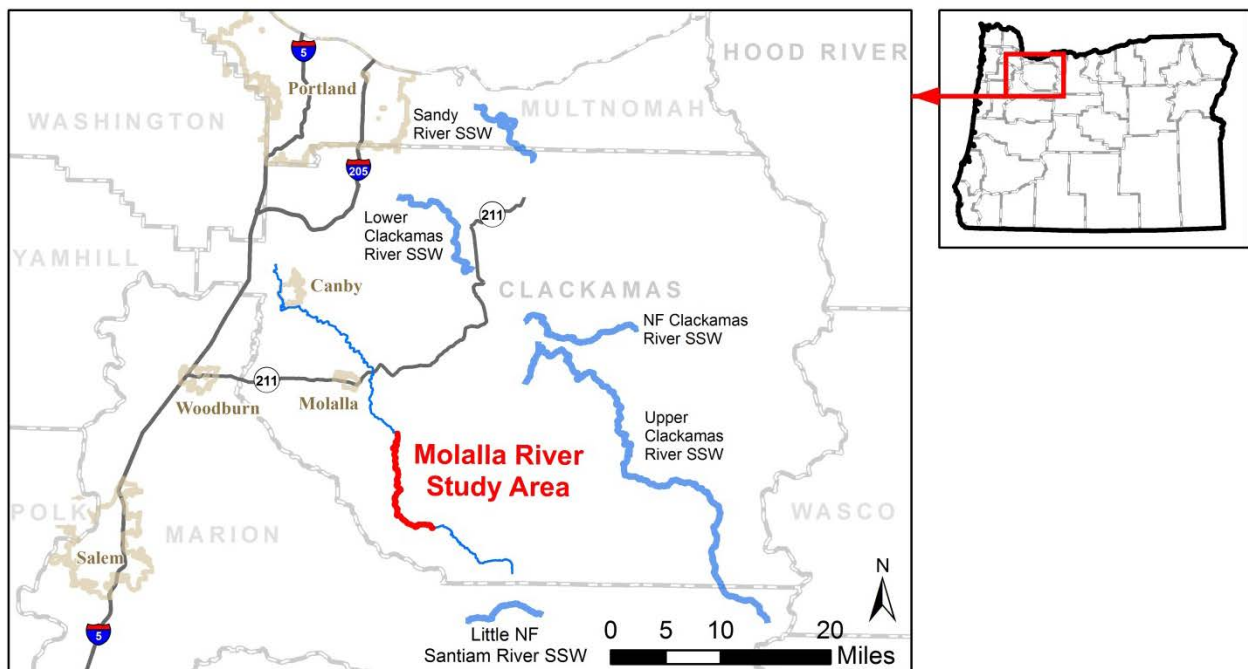 5
Portland
HOOD RIVER
WASHINGTON
MULTNOMAH
Sandy
River SSW
205
Lower
Clackamas
River SSW
211
YAMHILL
Canby
CLACKAMAS
NF Clackamas
River SSW
211
Woodburn
Molalla
Upper
Clackamas
River SSW
Molalla River
Study Area
POLK
MARION
WASCO
Salem
N
5
Little NF
Santiam River SSW
0 5 10 20
Miles